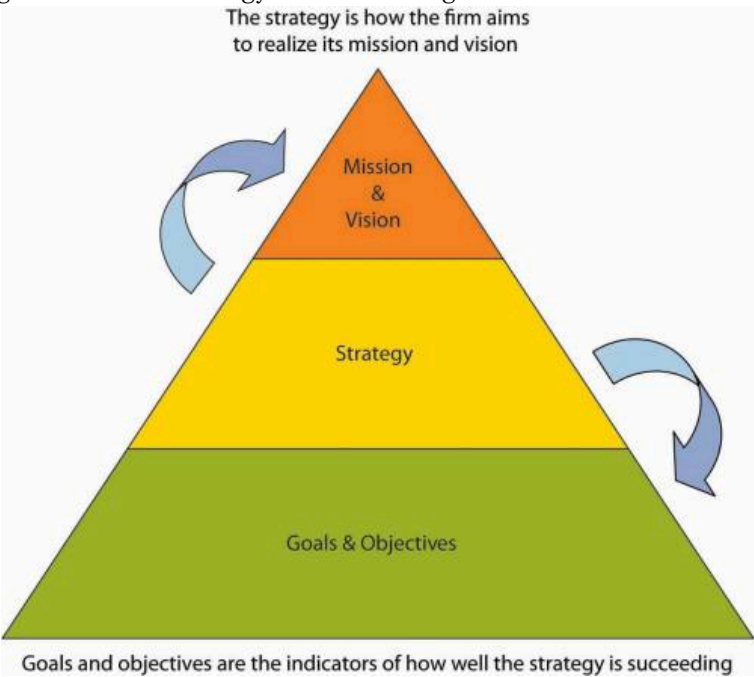 The strategy is how the firm aims
to realize its mission and vision
Mission
&
Vision
Strategy
Goals & Objectives
Goals and objectives are the indicators of how well the strategy is succeeding